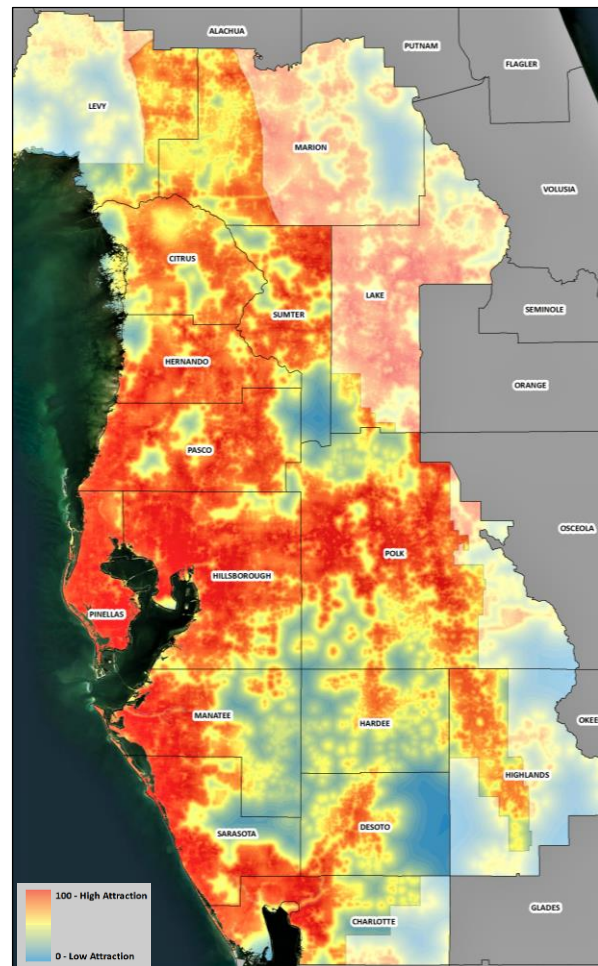 ALACHUA
PUTNAM
FLAGLER
LEVY
MARION
VOLUSIA
CITRUS
LAKE
SUMTER
SEMINOLE
HERNANDO
ORANGE
PASCO
OSCEOLA
POLK
HILLSBOROUGH
PINELLAS
MANATEE
HARDEE
OKEE
HIGHLANDS
DESOTO
SARASOTA
100 - High Attraction
GLADES
CHARLOTTE
0 - Low Attraction